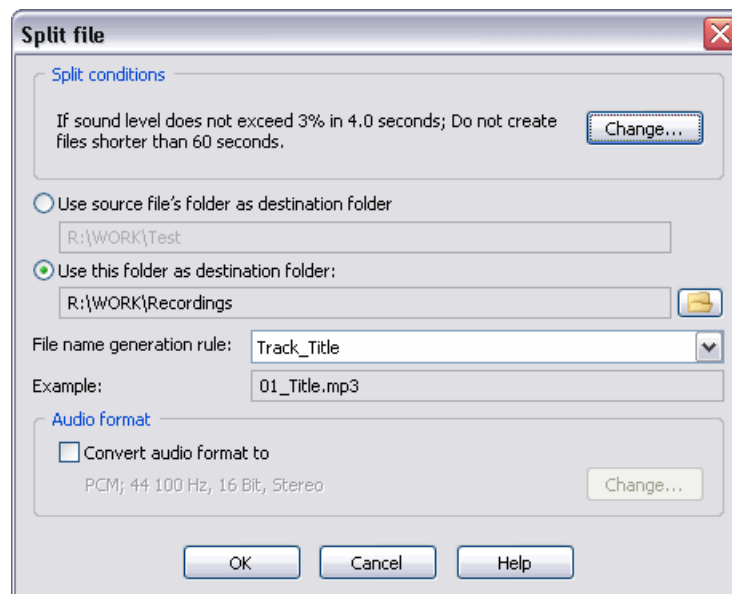 Split file
Split conditions
If sound level does not exceed 3% in 4.0 seconds; Do not create
files shorter than 60 seconds.
Change...
Use source file's folder as destination folder
R:\WORK\Test
Use this folder as destination folder:
R:\WORK\Recordings
File name generation rule:
Track_Title
Example:
01_Title.mp3
Audio format
Convert audio format to
PCM; 44 100 Hz, 16 Bit, Stereo
Change...
OK
Cancel
Help